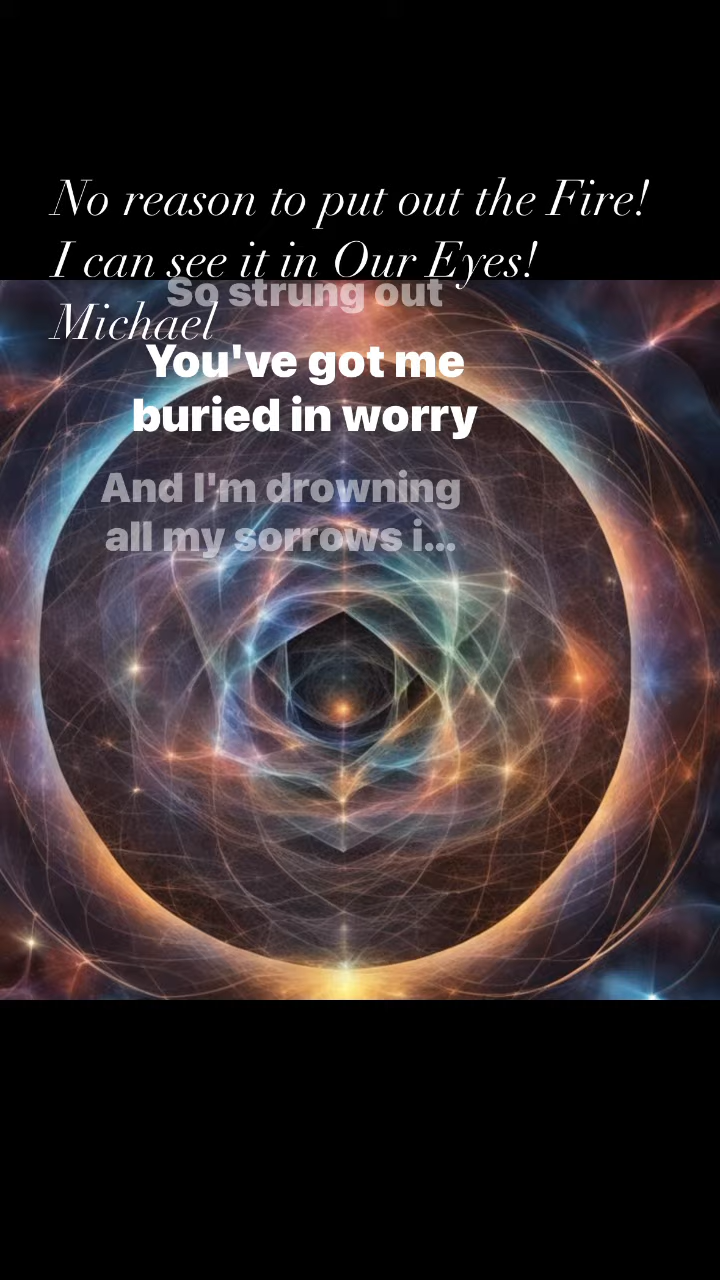 No reason to put out the Fire!
I can see it in Our Eyes!
Michael
So strung out
You've got me
buried in worry
And I'm drowning
all my sorrows i...